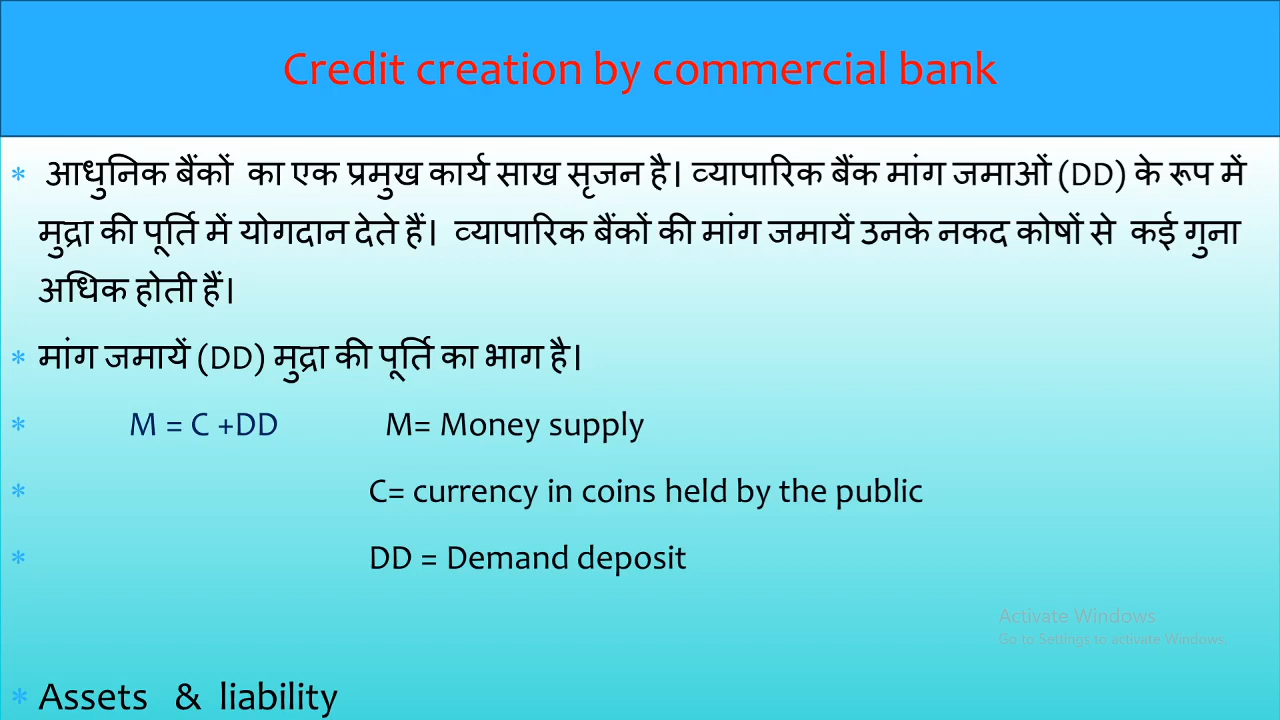 Credit creation by commercial bank
* आधुनिक बैंकों का एक प्रमुख कार्य साख सृजन है। व्यापारिक बैंक मांग जमाओं (DD) के रूप में
मुद्रा की पूर्ति में योगदान देते हैं। व्यापारिक बैंकों की मांग जमायें उनके नकद कोषों से कई गुना
अधिक होती हैं।
* मांग जमायें (DD) मुद्रा की पूर्ति का भाग है।
* M = C +DD M= Money supply
* C= currency in coins held by the public
* DD = Demand deposit
Activate Windows
Go to Settings to activate Windows.
* Assets & liability